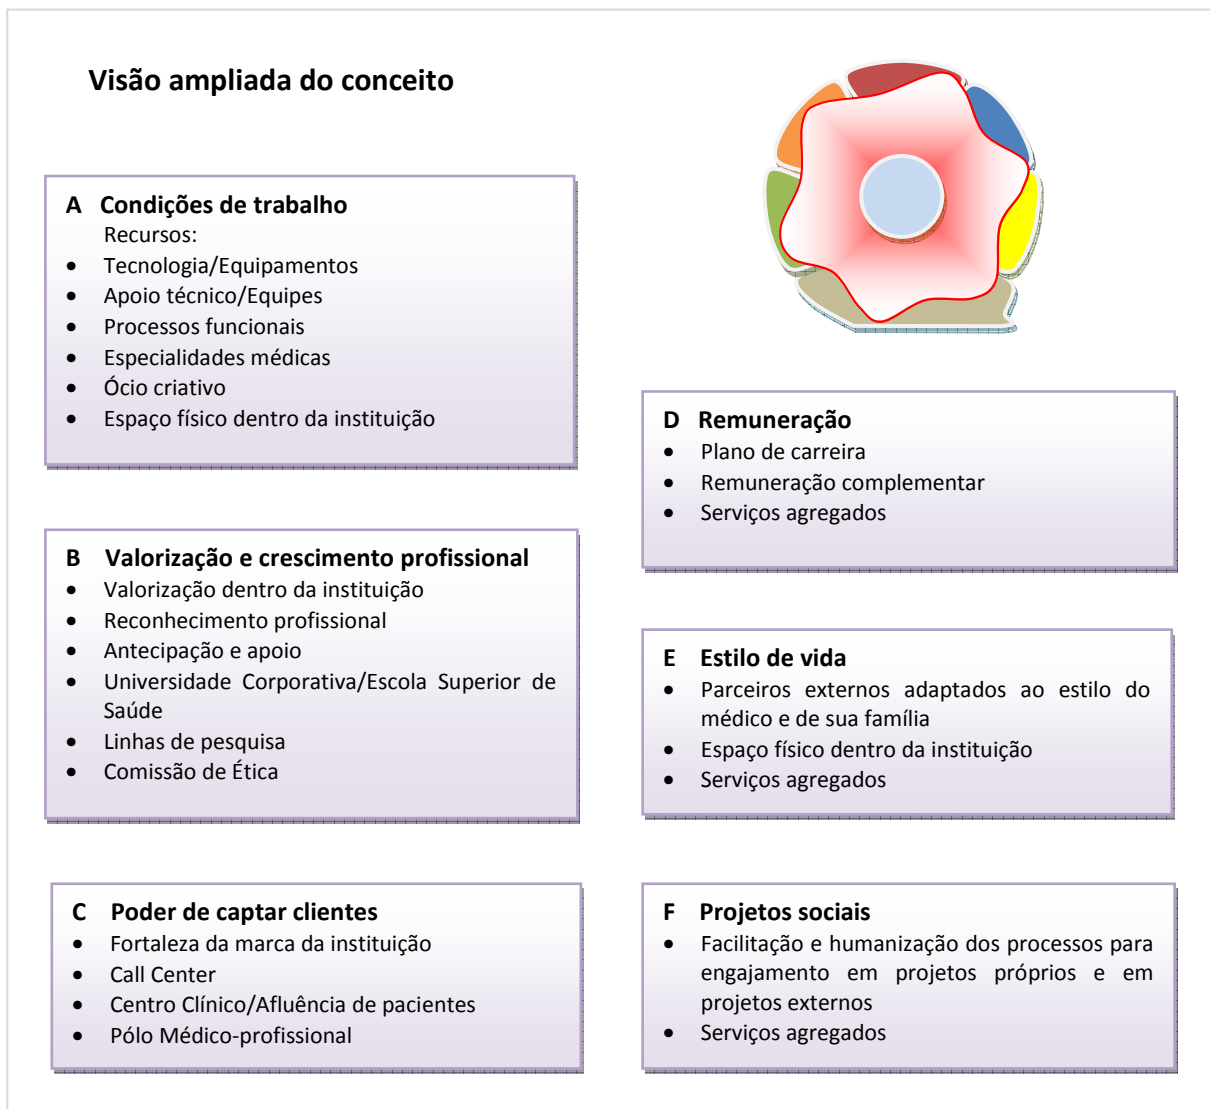 Visão ampliada do conceito
A Condições de trabalho
Recursos:
• Tecnologia/Equipamentos
• Apoio técnico/Equipes
• Processos funcionais
• Especialidades médicas
• Ócio criativo
• Espaço físico dentro da instituição
B Valorização e crescimento profissional
• Valorização dentro da instituição
• Reconhecimento profissional
• Antecipação e apoio
• Universidade Corporativa/Escola Superior de
Saúde
• Linhas de pesquisa
• Comissão de Ética
C Poder de captar clientes
• Fortaleza da marca da instituição
• Call Center
• Centro Clínico/Afluência de pacientes
• Pólo Médico-profissional
D Remuneração
• Plano de carreira
• Remuneração complementar
• Serviços agregados
E Estilo de vida
• Parceiros externos adaptados ao estilo do
médico e de sua família
• Espaço físico dentro da instituição
• Serviços agregados
F Projetos sociais
• Facilitação e humanização dos processos para
engajamento em projetos próprios e em
projetos externos
• Serviços agregados